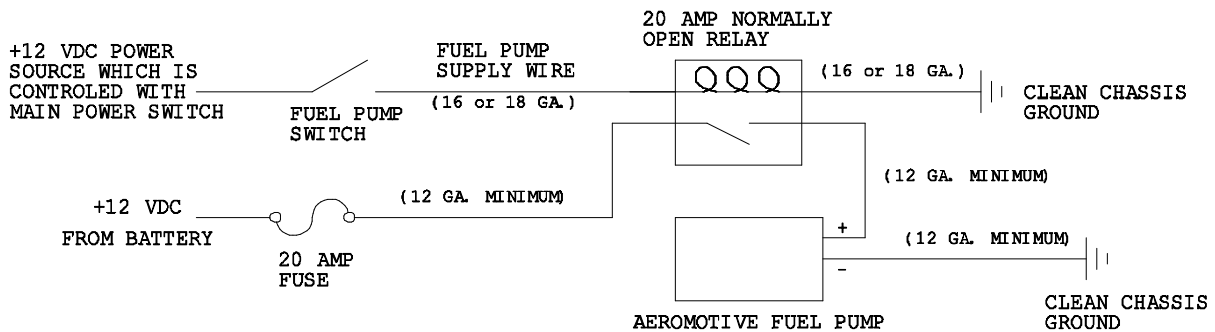 20 AMP NORMALLY
OPEN RELAY
+12 VDC POWER
SOURCE WHICH IS
CONTROLED WITH
MAIN POWER SWITCH
FUEL PUMP
SWITCH
FUEL PUMP
SUPPLY WIRE
(16 or 18 GA.)
(16 or 18 GA.)
CLEAN CHASSIS
GROUND
+12 VDC
FROM BATTERY
20 AMP
FUSE
(12 GA. MINIMUM)
(12 GA. MINIMUM)
+
-
(12 GA. MINIMUM)
CLEAN CHASSIS
GROUND
AEROMOTIVE FUEL PUMP